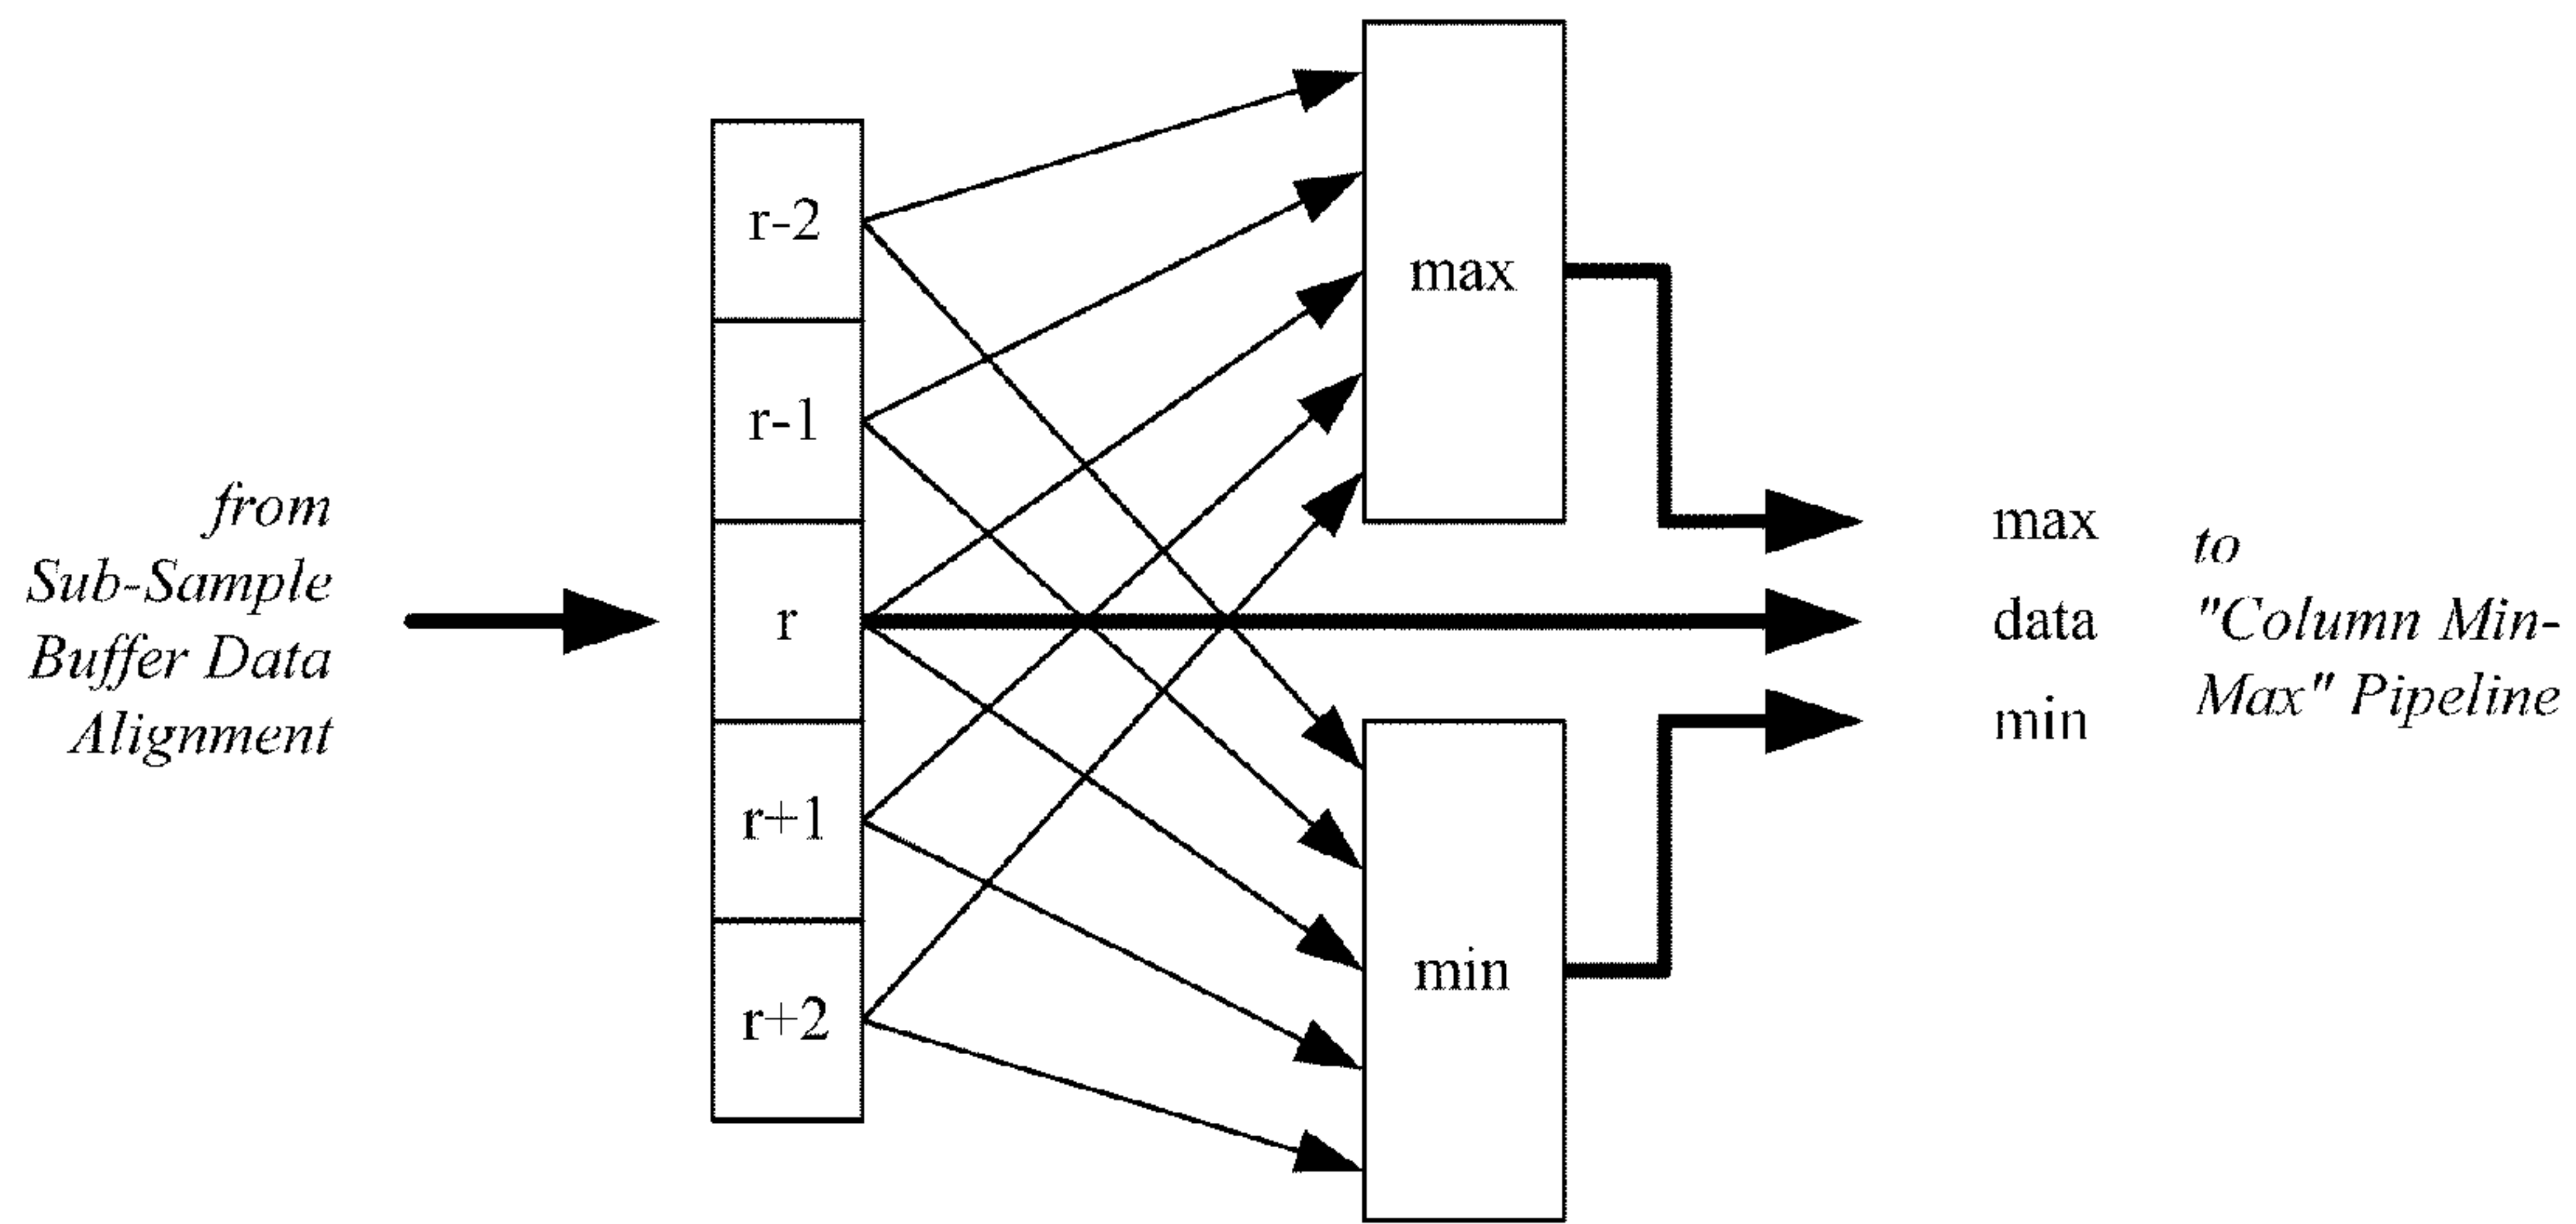 from
Sub-Sample
Buffer Data
Alignment
r-2
r-1
r
r+1
r+2
max
min
max
data
min
to
"Column Min-
Max" Pipeline